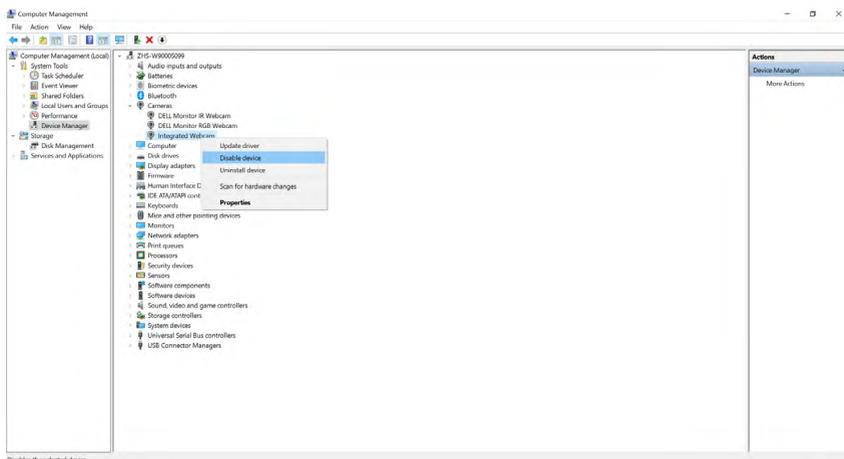 Computer Management
File Action View Help
Computer Management (Local)
System Tools
Task Scheduler
Event Viewer
Shared Folders
Local Users and Groups
Performance
Device Manager
Storage
Disk Management
Services and Applications
ZHS-W90005099
Audio inputs and outputs
Batteries
Biometric devices
Bluetooth
Cameras
DELL Monitor IR Webcam
DELL Monitor RGB Webcam
Integrated Webcam
Computer
Disk drives
Display adapters
Firmware
Human Interface D
IDE ATA/ATAPI cont
Keyboards
Mice and other pointing devices
Monitors
Network adapters
Print queues
Processors
Security devices
Sensors
Software components
Software devices
Sound, video and game controllers
Storage controllers
System devices
Universal Serial Bus controllers
USB Connector Managers
Update driver
Disable device
Uninstall device
Scan for hardware changes
Properties
Actions
Device Manager
More Actions